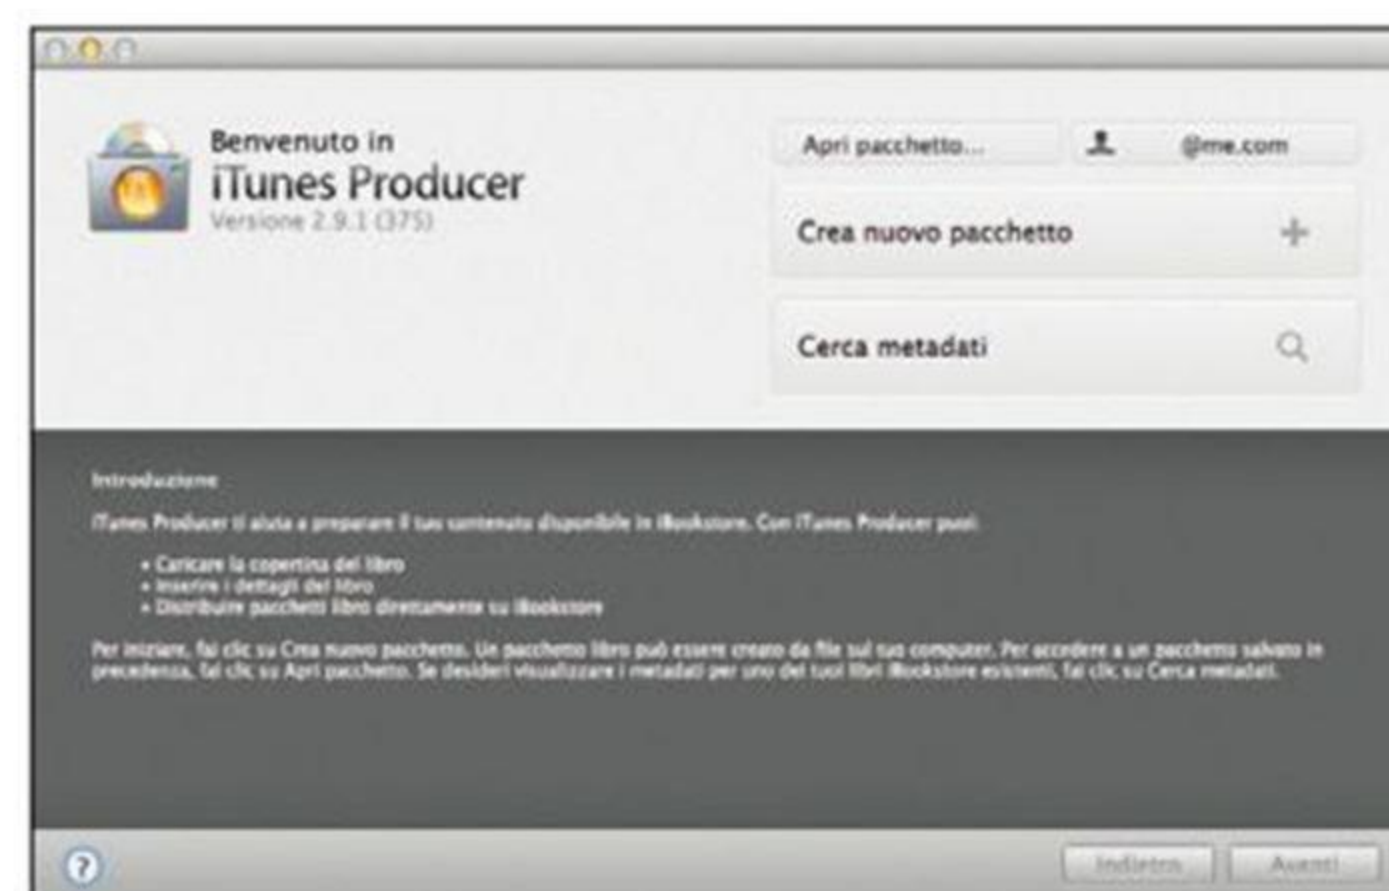 Benvenuto in
iTunes Producer
Versione 2.9.1 (375)
Apri pacchetto...
@me.com
Crea nuovo pacchetto
Cerca metadati
Introduzione
iTunes Producer ti aiuta a preparare il tuo contenuto disponibile in iBookstore. Con iTunes Producer puoi:
• Caricare la copertina del libro
• Inserire i dettagli del libro
• Distribuire pacchetti libro direttamente su iBookstore
Per iniziare, fai clic su Crea nuovo pacchetto. Un pacchetto libro può essere creato da file sul tuo computer. Per accedere a un pacchetto salvato in
precedenza, fai clic su Apri pacchetto. Se desideri visualizzare i metadati per uno dei tuoi libri iBookstore esistenti, fai clic su Cerca metadati.
?
Indietro
Avanti